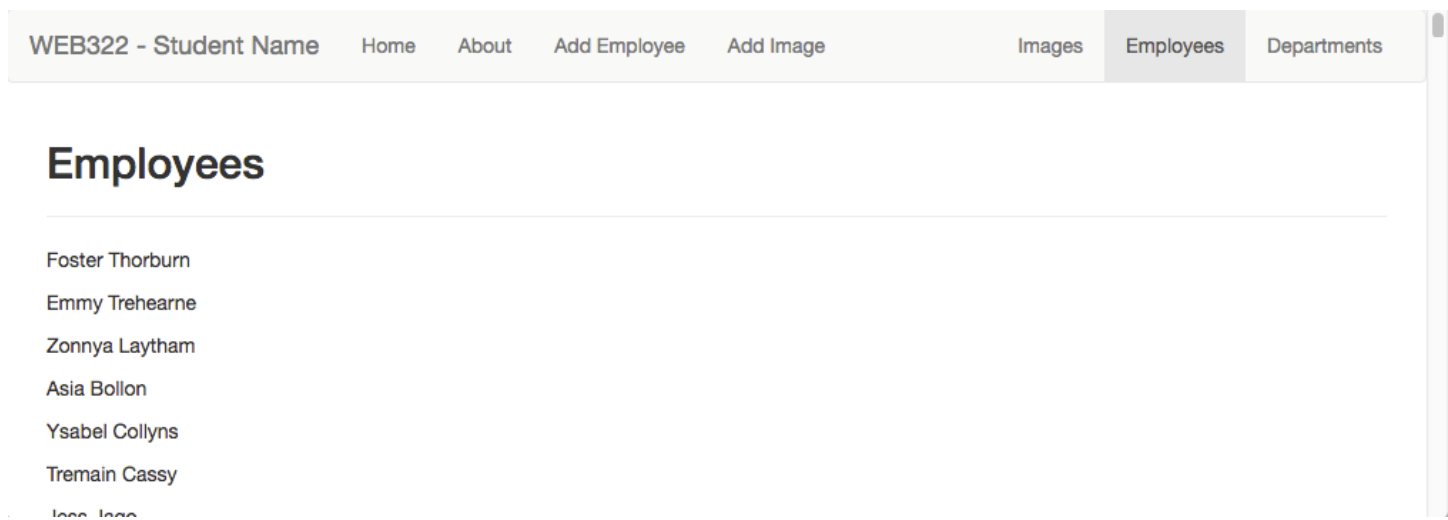 WEB322 - Student Name Home About Add Employee Add Image Images Employees Departments
Employees
Foster Thorburn
Emmy Trehearne
Zonnya Laytham
Asia Bollon
Ysabel Collyns
Tremain Cassy